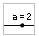 a = 2